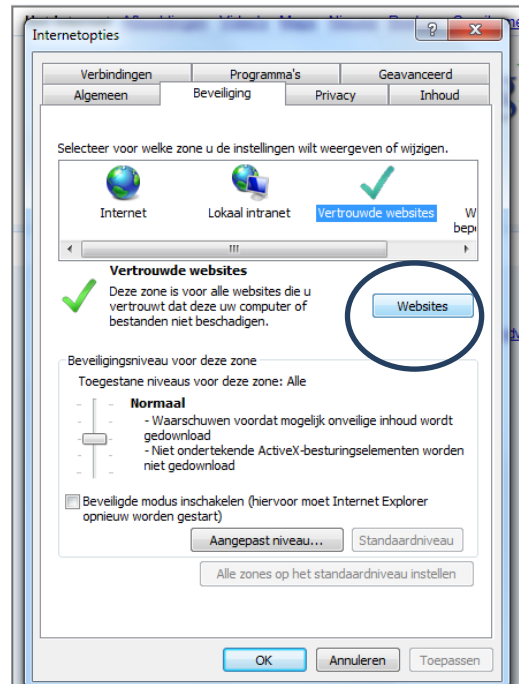 Internetopties
Verbindingen Programma's Geavanceerd
Algemeen Beveiliging Privacy Inhoud
Selecteer voor welke zone u de instellingen wilt weergeven of wijzigen.
Internet Lokaal intranet Vertrouwde websites W
bepe
Vertrouwde websites
Deze zone is voor alle websites die u
vertrouwt dat deze uw computer of
bestanden niet beschadigen.
Websites
Beveiligingsniveau voor deze zone
Toegestane niveaus voor deze zone: Alle
Normaal
- Waarschuwen voordat mogelijk onveilige inhoud wordt
gedownload
- Niet ondertekende ActiveX-besturingselementen worden
niet gedownload
Beveiligde modus inschakelen (hiervoor moet Internet Explorer
opnieuw worden gestart)
Aangepast niveau... Standaardniveau
Alle zones op het standaardniveau instellen
OK Annuleren Toepassen